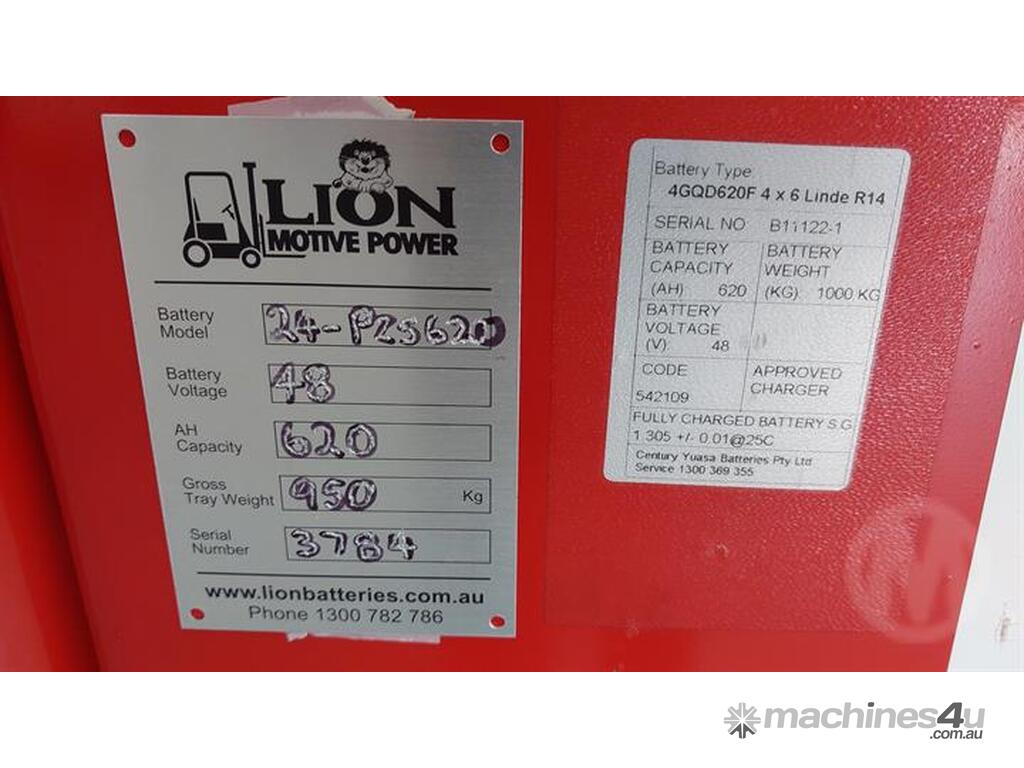 LION
MOTIVE POWER
Battery Model 24-PZS620
Battery Voltage 48
AH Capacity 620
Gross Tray Weight 950 Kg
Serial Number 3784
www.lionbatteries.com.au
Phone 1300 782 786
Battery Type
4GQD620F 4 x 6 Linde R14
SERIAL NO B11122-1
BATTERY CAPACITY (AH) 620
BATTERY WEIGHT (KG) 1000 KG
BATTERY VOLTAGE (V) 48
CODE 542109
APPROVED CHARGER
FULLY CHARGED BATTERY S.G
1 305 +/- 0.01@25C
Century Yuasa Batteries Pty Ltd
Service 1300 369 355
M
machines4u
.com.au